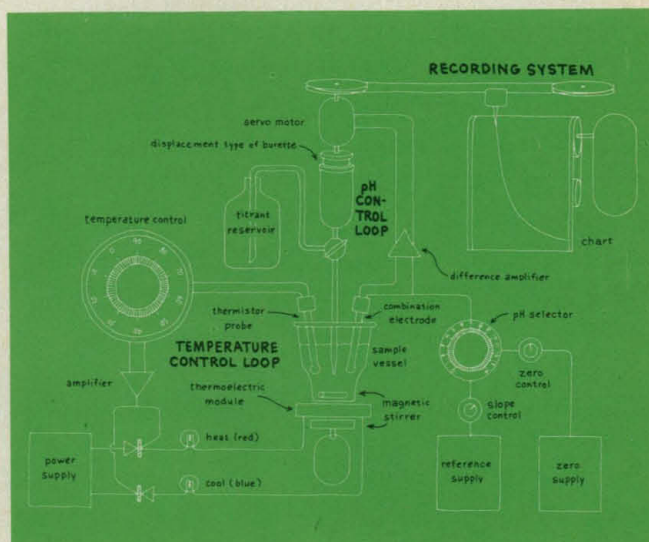 RECORDING SYSTEM
servo motor
displacement type of burette
pH
CON-
TROL
LOOP
titrant
reservoir
temperature control
chart
difference amplifier
thermistor
probe
combination
electrode
pH selector
TEMPERATURE
CONTROL LOOP
sample
vessel
zero
control
amplifier
thermoelectric
module
magnetic
stirrer
slope
control
heat (red)
power
supply
reference
supply
zero
supply
cool (blue)